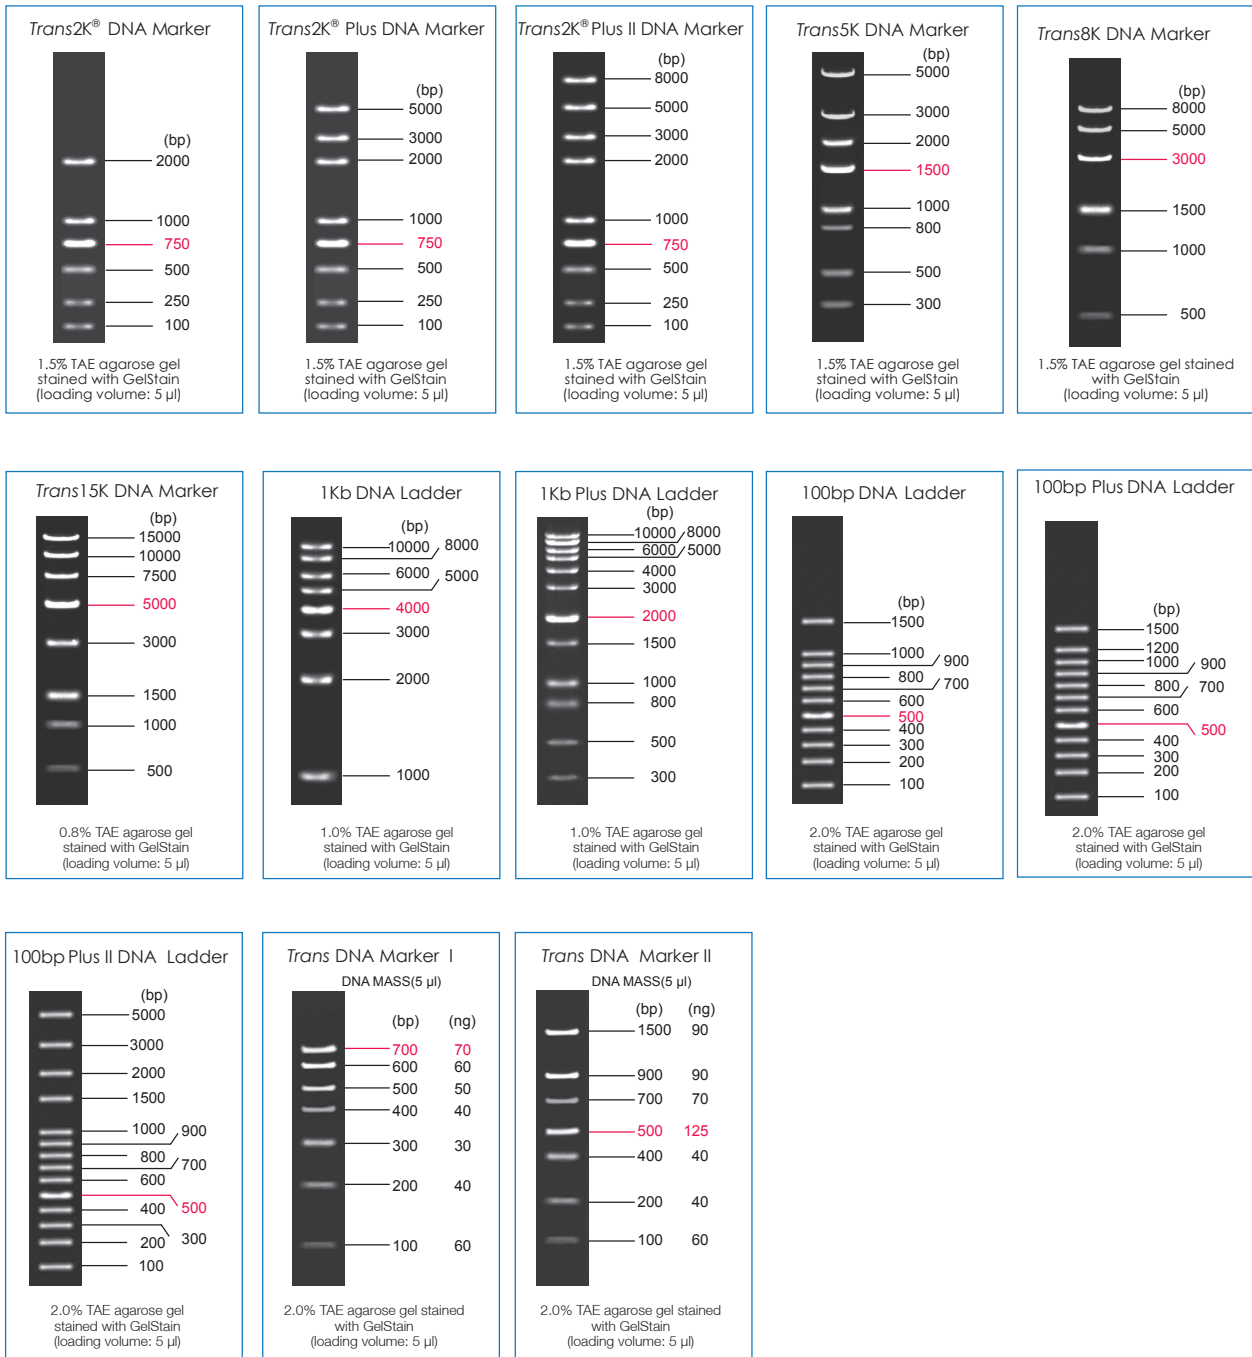 Trans2K® DNA Marker
(bp)
2000
1000
750
500
250
100
1.5% TAE agarose gel
stained with GelStain
(loading volume: 5 µl)
Trans2K® Plus DNA Marker
(bp)
5000
3000
2000
1000
750
500
250
100
1.5% TAE agarose gel
stained with GelStain
(loading volume: 5 µl)
Trans2K® Plus II DNA Marker
(bp)
8000
5000
3000
2000
1000
750
500
250
100
1.5% TAE agarose gel
stained with GelStain
(loading volume: 5 µl)
Trans5K DNA Marker
(bp)
5000
3000
2000
1500
1000
800
500
300
1.5% TAE agarose gel
stained with GelStain
(loading volume: 5 µl)
Trans8K DNA Marker
(bp)
8000
5000
3000
1500
1000
500
1.5% TAE agarose gel stained
with GelStain
(loading volume: 5 µl)
Trans15K DNA Marker
(bp)
15000
10000
7500
5000
3000
1500
1000
500
0.8% TAE agarose gel
stained with GelStain
(loading volume: 5 µl)
1Kb DNA Ladder
(bp)
10000 8000
6000 5000
4000
3000
2000
1000
1.0% TAE agarose gel
stained with GelStain
(loading volume: 5 µl)
1Kb Plus DNA Ladder
(bp)
10000 8000
6000 5000
4000
3000
2000
1500
1000
800
500
300
1.0% TAE agarose gel
stained with GelStain
(loading volume: 5 µl)
100bp DNA Ladder
(bp)
1500
1000 900
800 700
600
500
400
300
200
100
2.0% TAE agarose gel
stained with GelStain
(loading volume: 5 µl)
100bp Plus DNA Ladder
(bp)
1500
1200
1000 900
800 700
600
500
400
300
200
100
2.0% TAE agarose gel
stained with GelStain
(loading volume: 5 µl)
100bp Plus II DNA Ladder
(bp)
5000
3000
2000
1500
1000 900
800 700
600
400 500
200 300
100
2.0% TAE agarose gel
stained with GelStain
(loading volume: 5 µl)
Trans DNA Marker I
DNA MASS(5 µl)
(bp) (ng)
700 70
600 60
500 50
400 40
300 30
200 40
100 60
2.0% TAE agarose gel stained
with GelStain
(loading volume: 5 µl)
Trans DNA Marker II
DNA MASS(5 µl)
(bp) (ng)
1500 90
900 90
700 70
500 125
400 40
200 40
100 60
2.0% TAE agarose gel stained
with GelStain
(loading volume: 5 µl)